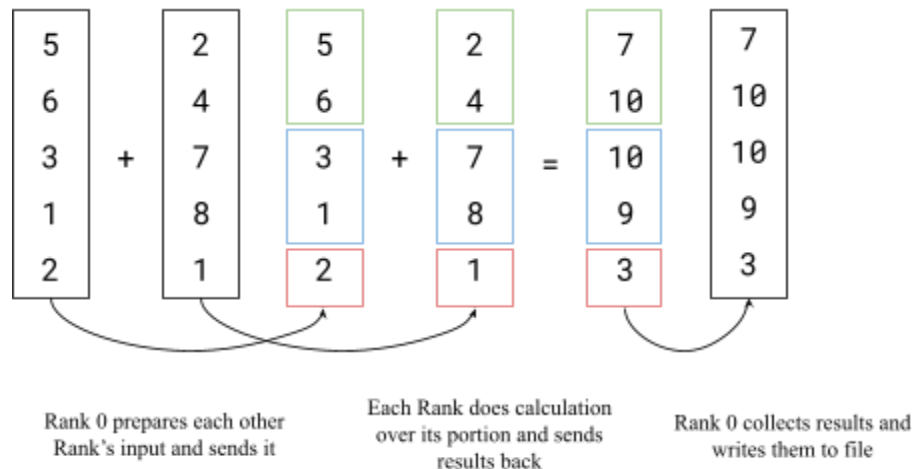 5 2 5 2 7 7
6 4 6 4 10 10
3 + 7 3 + 7 = 10 10
1 8 1 8 9 9
2 1 2 1 3 3
Rank 0 prepares each other
Rank's input and sends it
Each Rank does calculation
over its portion and sends
results back
Rank 0 collects results and
writes them to file